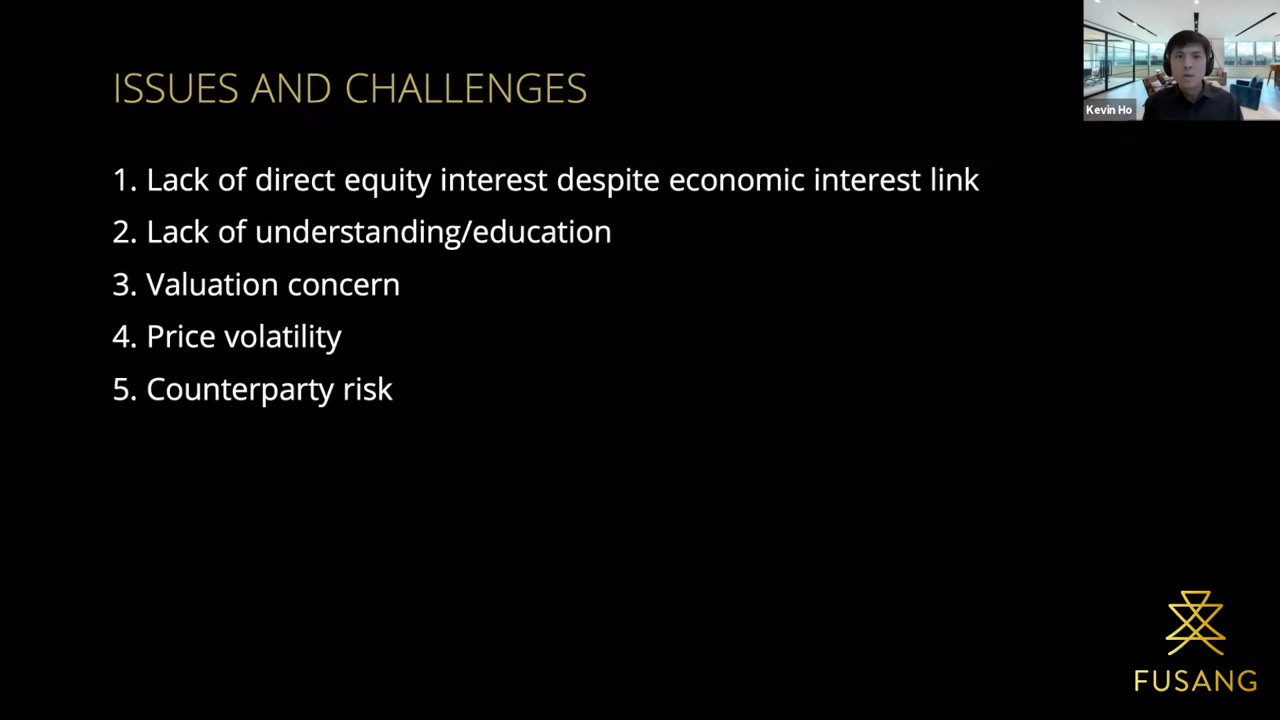 ISSUES AND CHALLENGES
Kevin Ho
1. Lack of direct equity interest despite economic interest link
2. Lack of understanding/education
3. Valuation concern
4. Price volatility
5. Counterparty risk
FUSANG